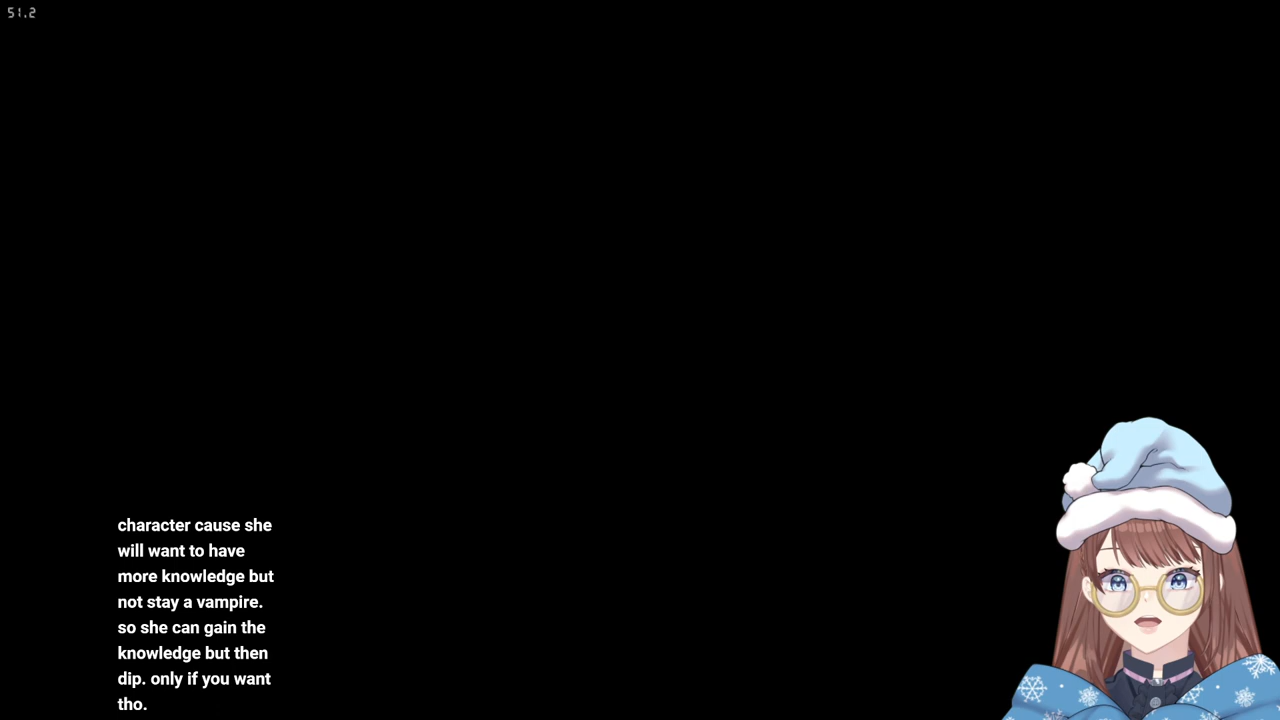 51.2
character cause she
will want to have
more knowledge but
not stay a vampire.
so she can gain the
knowledge but then
dip. only if you want
tho.